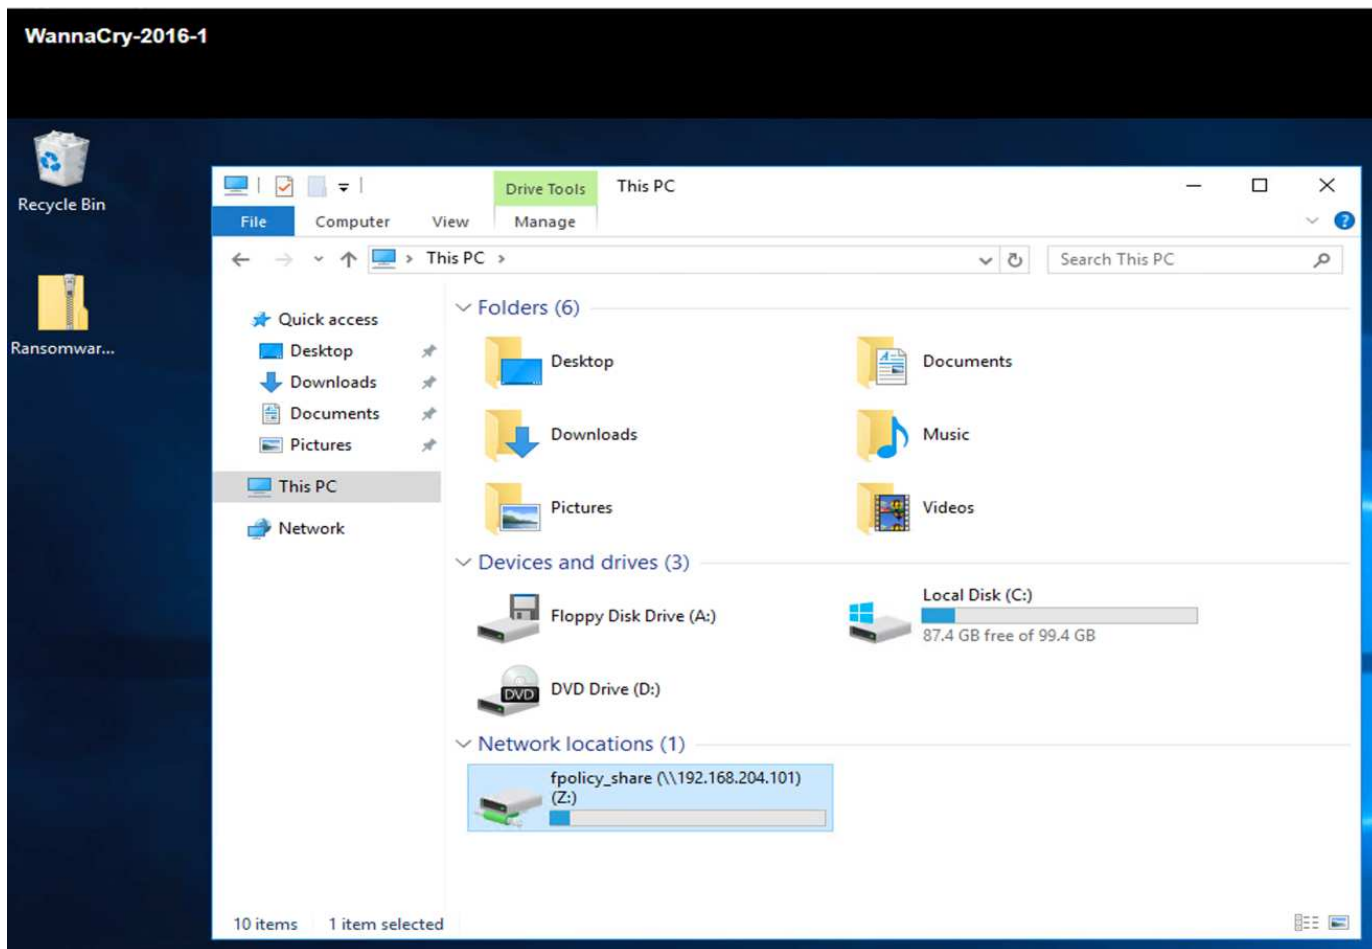 WannaCry-2016-1
Recycle Bin
Ransomwar...
Drive Tools
This PC
File
Computer
View
Manage
This PC
Search This PC
Quick access
Desktop
Downloads
Documents
Pictures
This PC
Network
Folders (6)
Desktop
Documents
Downloads
Music
Pictures
Videos
Devices and drives (3)
Floppy Disk Drive (A:)
Local Disk (C:)
87.4 GB free of 99.4 GB
DVD
DVD Drive (D:)
Network locations (1)
fpolicy_share (\\192.168.204.101)
(Z:)
10 items
1 item selected